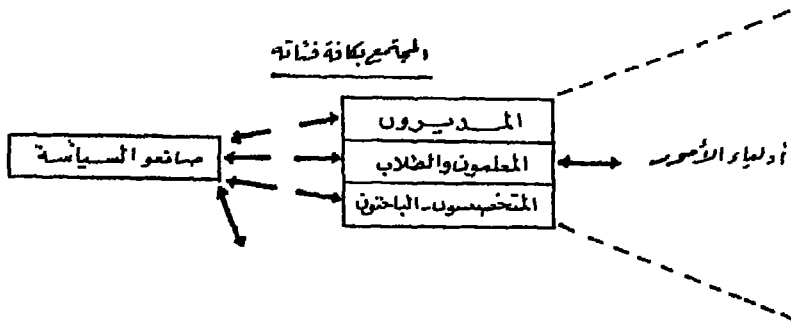 المجتمع بكافة فئاته
المديرون
صانعو السياسة
المعلمون والطلاب
أولياء الأمور
المتخصصون - الباحثون